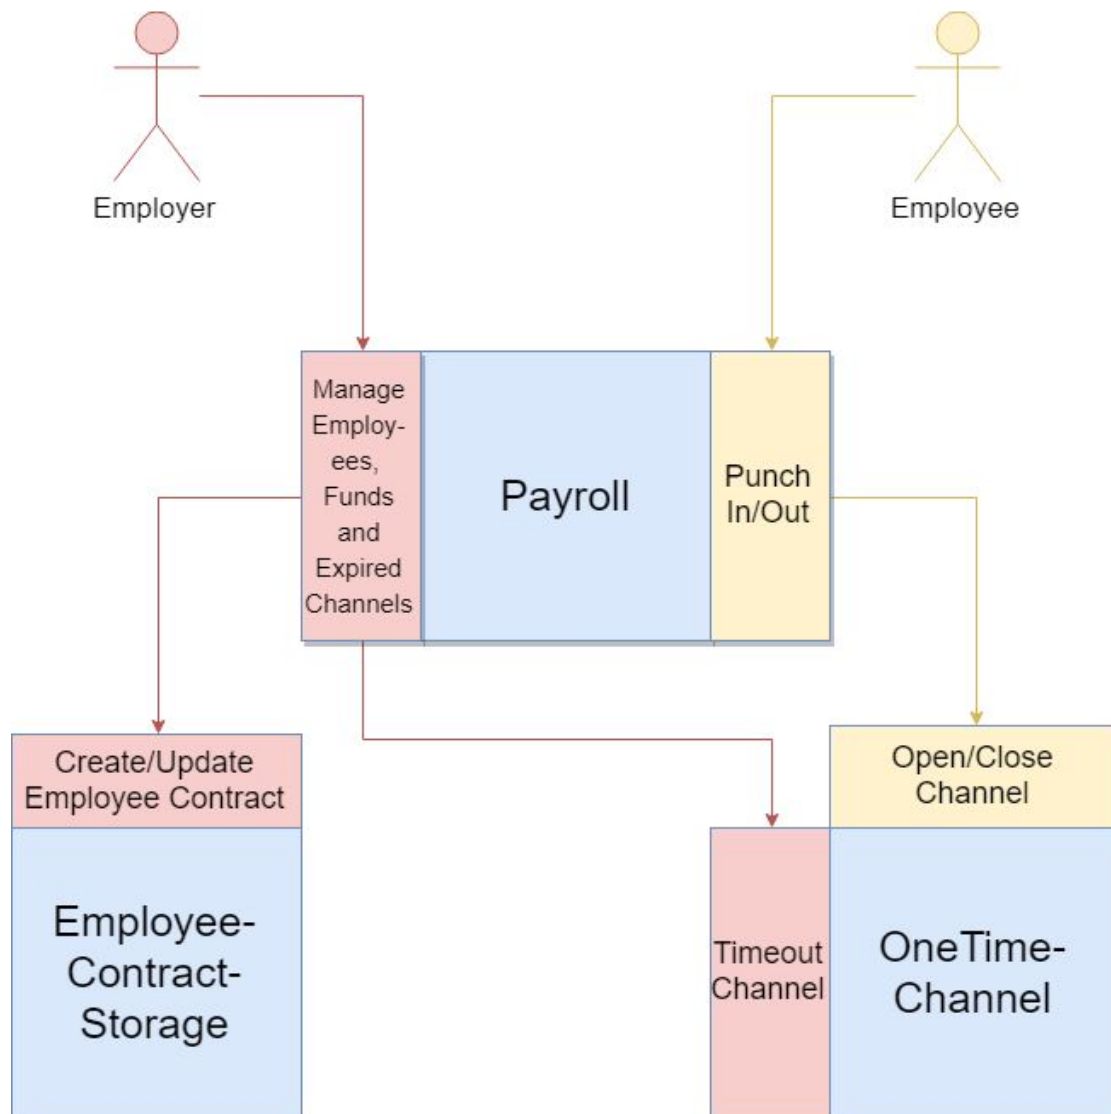 Employer
Employee
Manage
Employ-
ees,
Funds
and
Expired
Channels
Payroll
Punch
In/Out
Create/Update
Employee Contract
Employee-
Contract-
Storage
Open/Close
Channel
Timeout
Channel
OneTime-
Channel